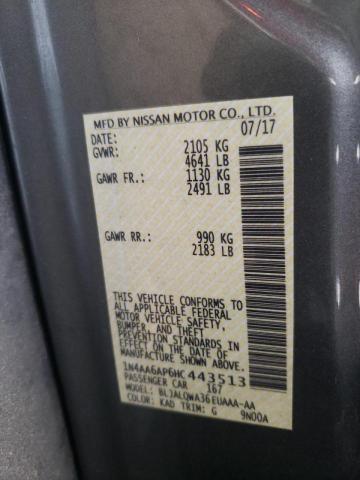 MFD BY NISSAN MOTOR CO., LTD.
DATE: 07/17
GVWR: 2105 KG
4641 LB
GAWR FR.: 1130 KG
2491 LB
GAWR RR.: 990 KG
2183 LB
THIS VEHICLE CONFORMS TO
ALL APPLICABLE FEDERAL
MOTOR VEHICLE SAFETY,
BUMPER, AND THEFT
PREVENTION STANDARDS
IN EFFECT ON THE DATE OF
MANUFACTURE SHOWN ABOVE.
1N4AA6AP6HC 443513
PASSENGER CAR 167
MODEL: BLJALQWA36EUAAA-AA
COLOR: KAD TRIM: G 9N00A